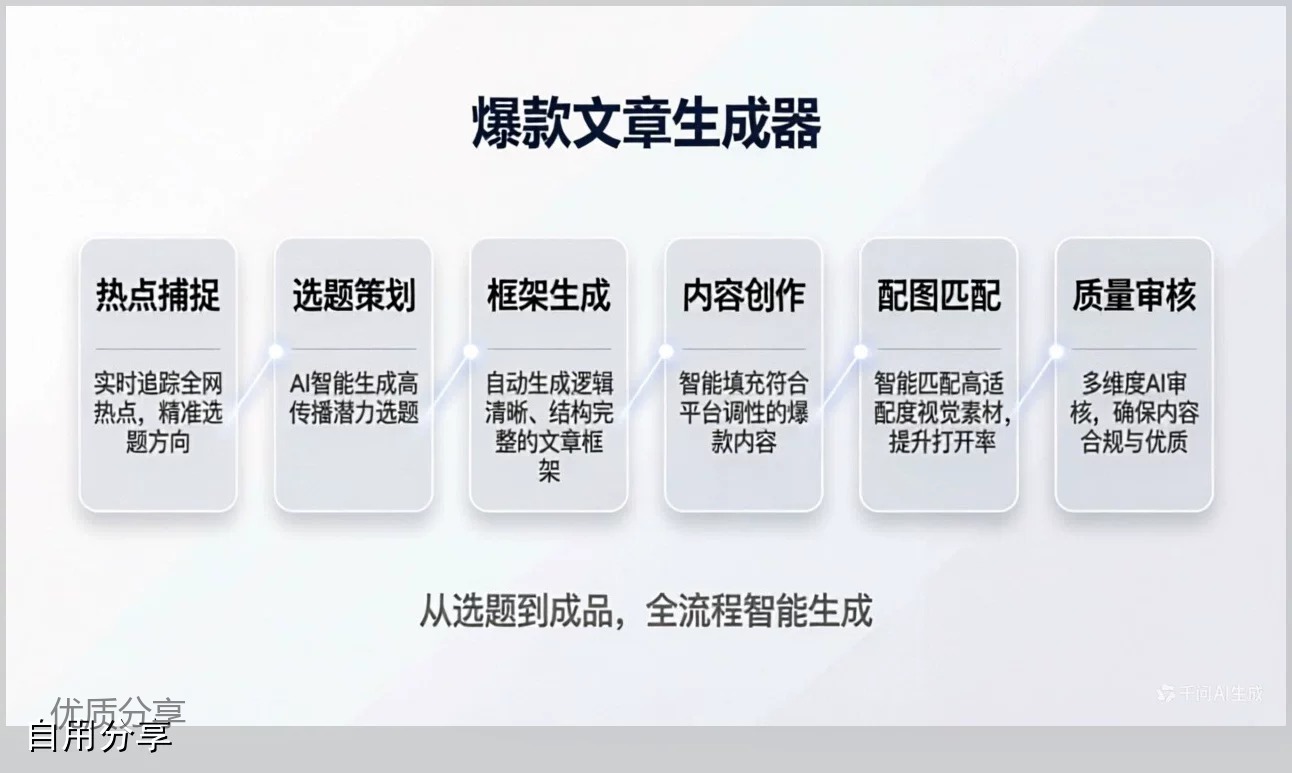 爆款文章生成器
热点捕捉
实时追踪全网
热点，精准选
题方向
选题策划
AI智能生成高
传播潜力选题
框架生成
自动生成逻辑
清晰、结构完
整的文章框
架
内容创作
智能填充符合
平台调性的爆
款内容
配图匹配
智能匹配高适
配度视觉素材，
提升打开率
质量审核
多维度AI审
核，确保内容
合规与优质
从选题到成品，全流程智能生成
千问AI生成
优质分享
自用分享